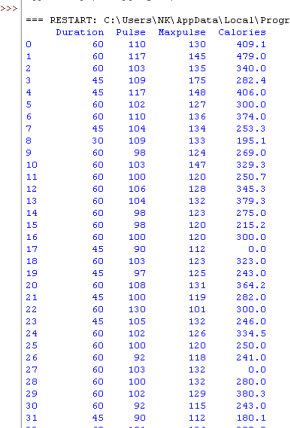 >>>
=== RESTART: C:\Users\NK\AppData\Local\Progr
Duration Pulse Maxpulse Calories
0 60 110 130 409.1
1 60 117 145 479.0
2 60 103 135 340.0
3 45 109 175 282.4
4 45 117 148 406.0
5 60 102 127 300.0
6 60 110 136 374.0
7 45 104 134 253.3
8 30 109 133 195.1
9 60 98 124 269.0
10 60 103 147 329.3
11 60 100 120 250.7
12 60 106 128 345.3
13 60 104 132 379.3
14 60 98 123 275.0
15 60 98 120 215.2
16 60 100 120 300.0
17 45 90 112 0.0
18 60 103 123 323.0
19 45 97 125 243.0
20 60 108 131 364.2
21 45 100 119 282.0
22 60 130 101 300.0
23 45 105 132 246.0
24 60 102 126 334.5
25 60 100 120 250.0
26 60 92 118 241.0
27 60 103 132 0.0
28 60 100 132 280.0
29 60 102 129 380.3
30 60 92 115 243.0
31 45 90 112 180.1